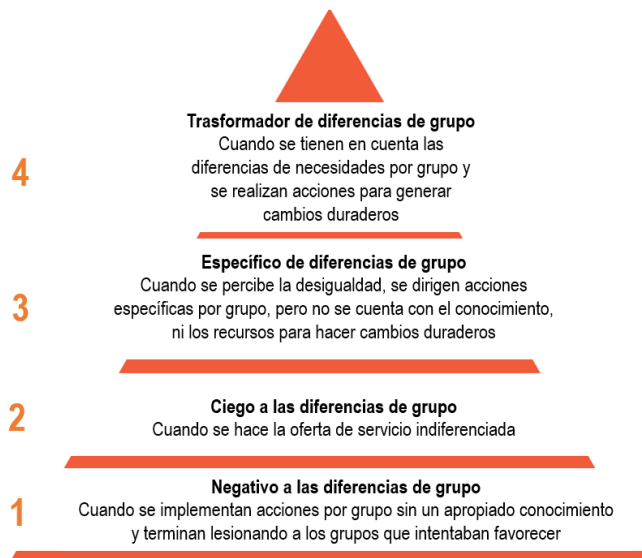 Trasformador de diferencias de grupo
Cuando se tienen en cuenta las
diferencias de necesidades por grupo y
se realizan acciones para generar
cambios duraderos
4
Específico de diferencias de grupo
Cuando se percibe la desigualdad, se dirigen acciones
específicas por grupo, pero no se cuenta con el conocimiento,
ni los recursos para hacer cambios duraderos
3
Ciego a las diferencias de grupo
Cuando se hace la oferta de servicio indiferenciada
2
Negativo a las diferencias de grupo
Cuando se implementan acciones por grupo sin un apropiado conocimiento
y terminan lesionando a los grupos que intentaban favorecer
1